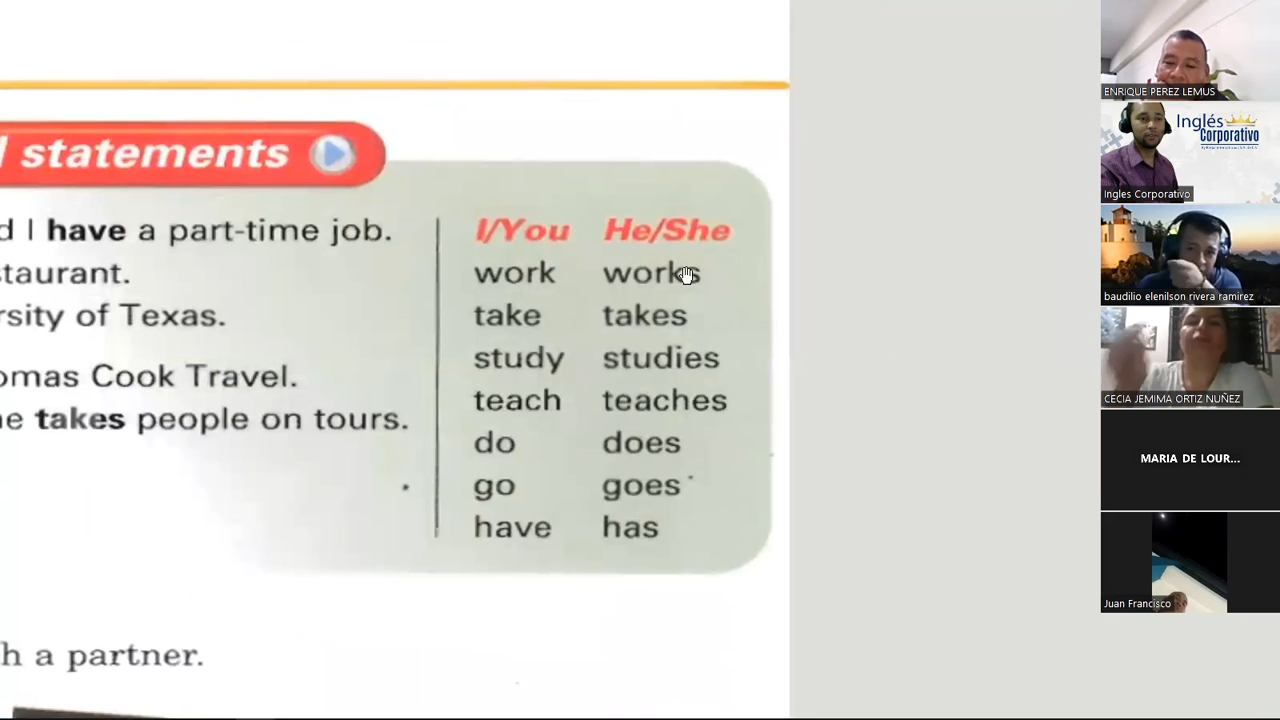 statements
I have a part-time job.
staurant.
rsity of Texas.
omas Cook Travel.
takes people on tours.
I/You He/She
work works
take takes
study studies
teach teaches
do does
go goes
have has
h a partner.
ENRIQUE PEREZ LEMUS
Inglés
Corporativo
Ingles Corporativo
baudilio elenilson rivera ramirez
CECIA JEMIMA ORTIZ NUÑEZ
MARIA DE LOUR...
Juan Francisco